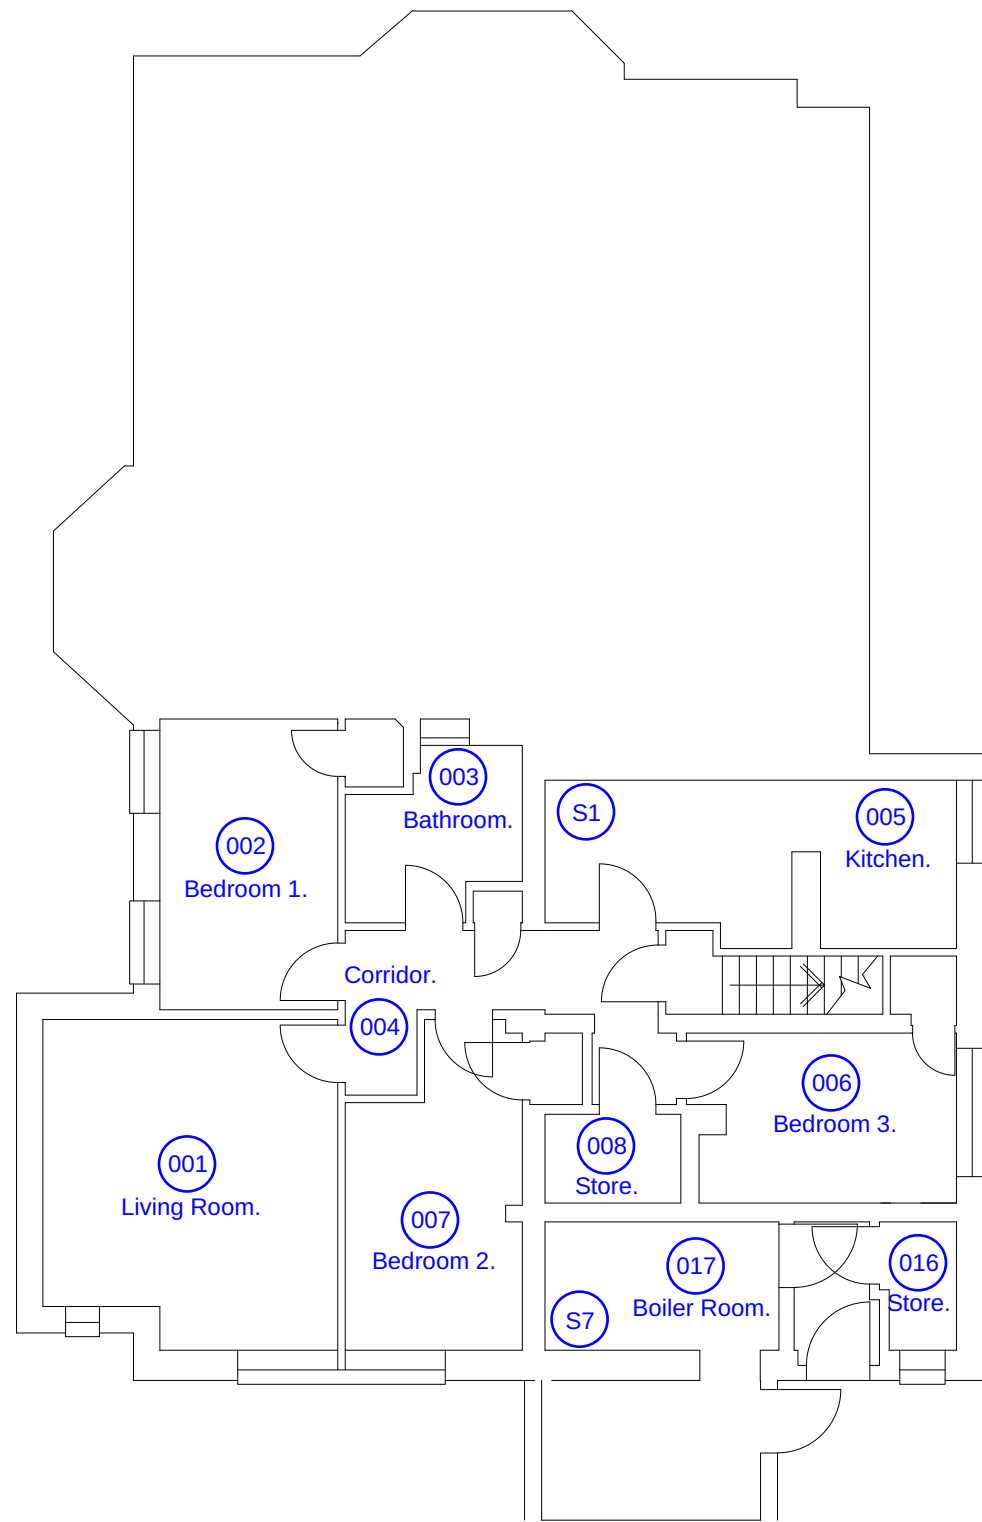 003
Bathroom.
S1
005
Kitchen.
002
Bedroom 1.
Corridor.
004
006
Bedroom 3.
008
Store.
001
Living Room.
007
Bedroom 2.
017
Boiler Room.
016
Store.
S7